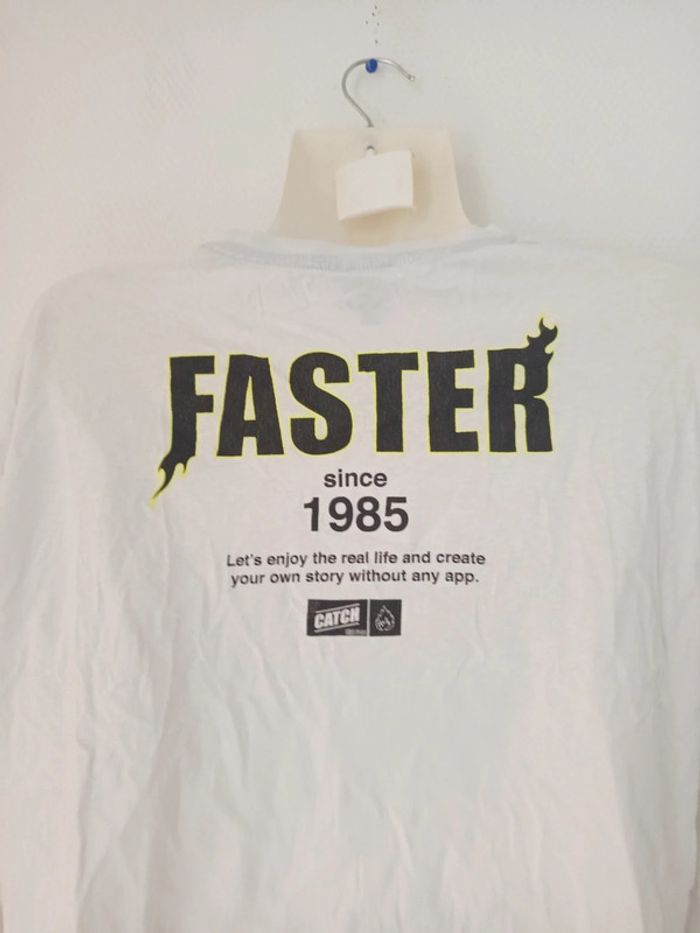 FASTER
since
1985
Let's enjoy the real life and create
your own story without any app.
CATCH